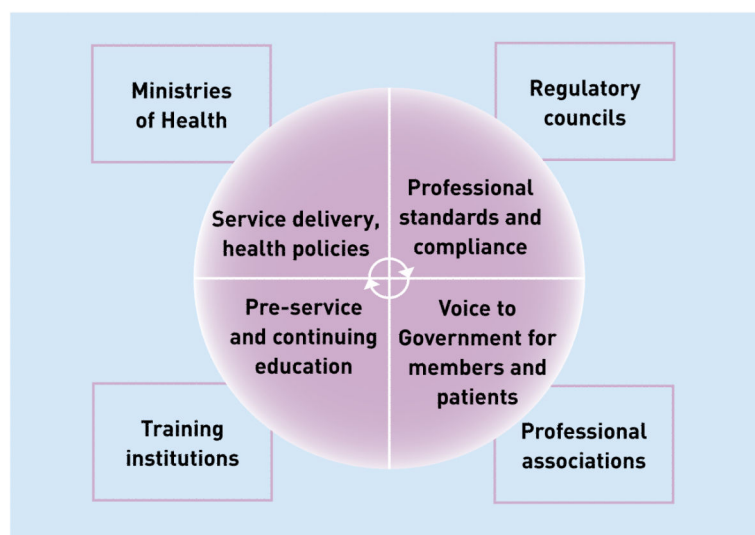 Ministries
of Health
Regulatory
councils
Service delivery,
health policies
Professional
standards and
compliance
Pre-service
and continuing
education
Voice to
Government for
members and
patients
Training
institutions
Professional
associations